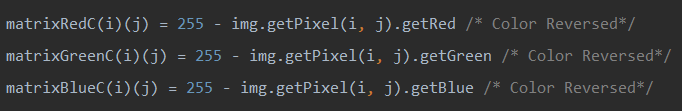 matrixRedC(i)(j) = 255 - img.getPixel(i, j).getRed /* Color Reversed*/
matrixGreenC(i)(j) = 255 - img.getPixel(i, j).getGreen /* Color Reversed*/
matrixBlueC(i)(j) = 255 - img.getPixel(i, j).getBlue /* Color Reversed*/